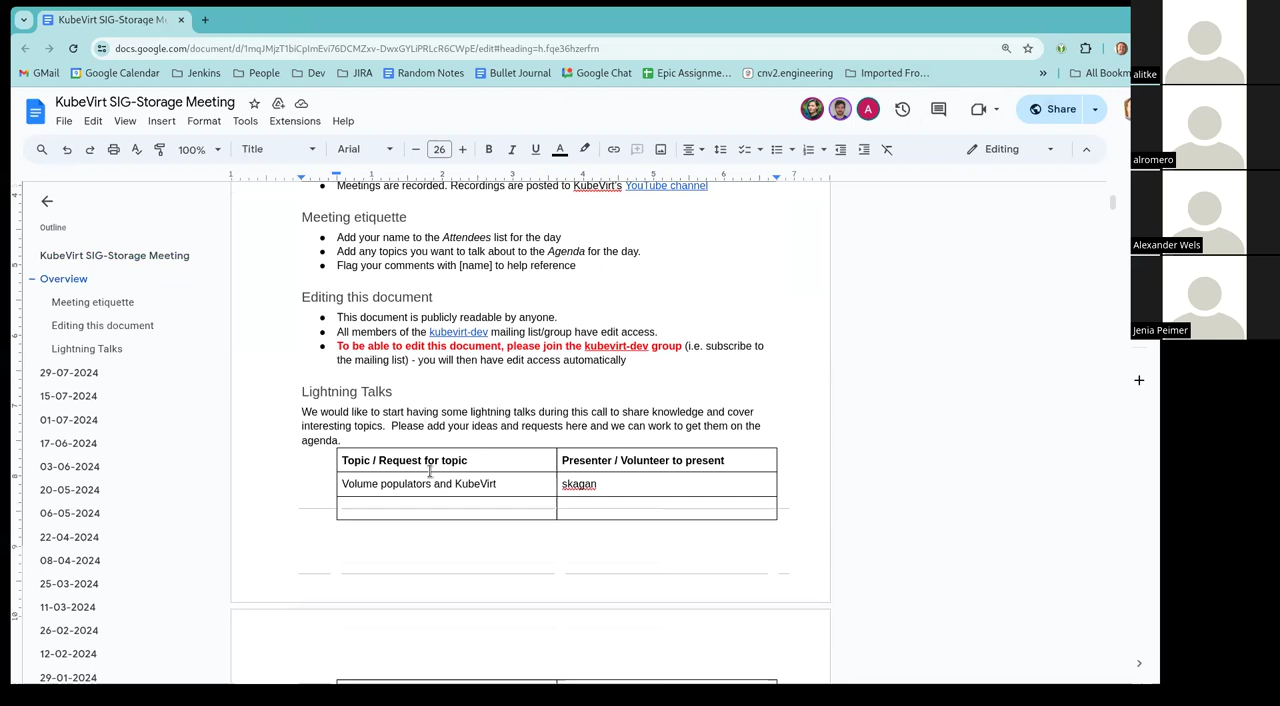 KubeVirt SIG-Storage M
docs.google.com/document/d/1mqJMjzT1biCplmEvi76DCMZxv-DwxGYLiPRLcR6CWpE/edit#heading=h.fqe36hzerfrn
GMail Google Calendar Jenkins People Dev JIRA Random Notes Bullet Journal Google Chat Epic Assignme... cnv2.engineering Imported Fro... » All Bookm
KubeVirt SIG-Storage Meeting
A
Share
File Edit View Insert Format Tools Extensions Help
100% Title Arial 26 B I U A Editing
1 1 2 3 4 5 6 7
Outline
KubeVirt SIG-Storage Meeting
Overview
Meeting etiquette
Editing this document
Lightning Talks
29-07-2024
15-07-2024
01-07-2024
17-06-2024
03-06-2024
20-05-2024
06-05-2024
22-04-2024
08-04-2024
25-03-2024
11-03-2024
26-02-2024
12-02-2024
29-01-2024
● Meetings are recorded. Recordings are posted to KubeVirt's YouTube channel
Meeting etiquette
● Add your name to the Attendees list for the day
● Add any topics you want to talk about to the Agenda for the day.
● Flag your comments with [name] to help reference
Editing this document
● This document is publicly readable by anyone.
● All members of the kubevirt-dev mailing list/group have edit access.
● To be able to edit this document, please join the kubevirt-dev group (i.e. subscribe to
the mailing list) - you will then have edit access automatically
Lightning Talks
We would like to start having some lightning talks during this call to share knowledge and cover
interesting topics. Please add your ideas and requests here and we can work to get them on the
agenda.
Topic / Request for topic Presenter / Volunteer to present
Volume populators and KubeVirt skagan
alitke
alromero
Alexander Wels
Jenia Peimer